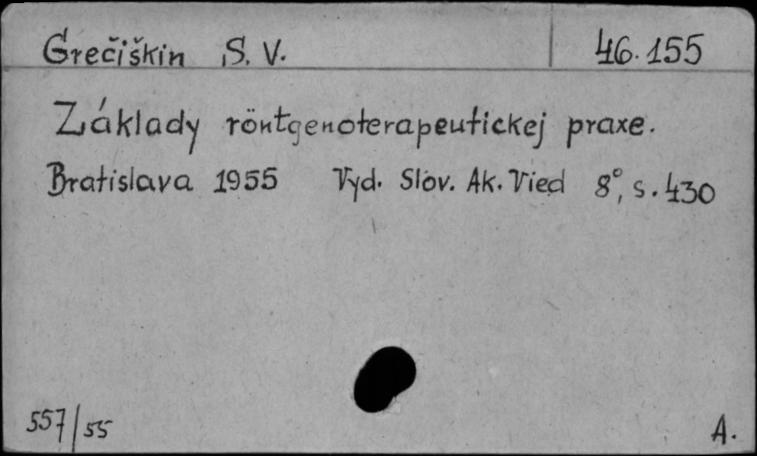 Grečiškin S. V. 46.155
Základy röntgenoterapeutickej praxe.
Bratislava 1955 Vyd. Slov. Ak. Vied 8°, s. 430
557/55 A.